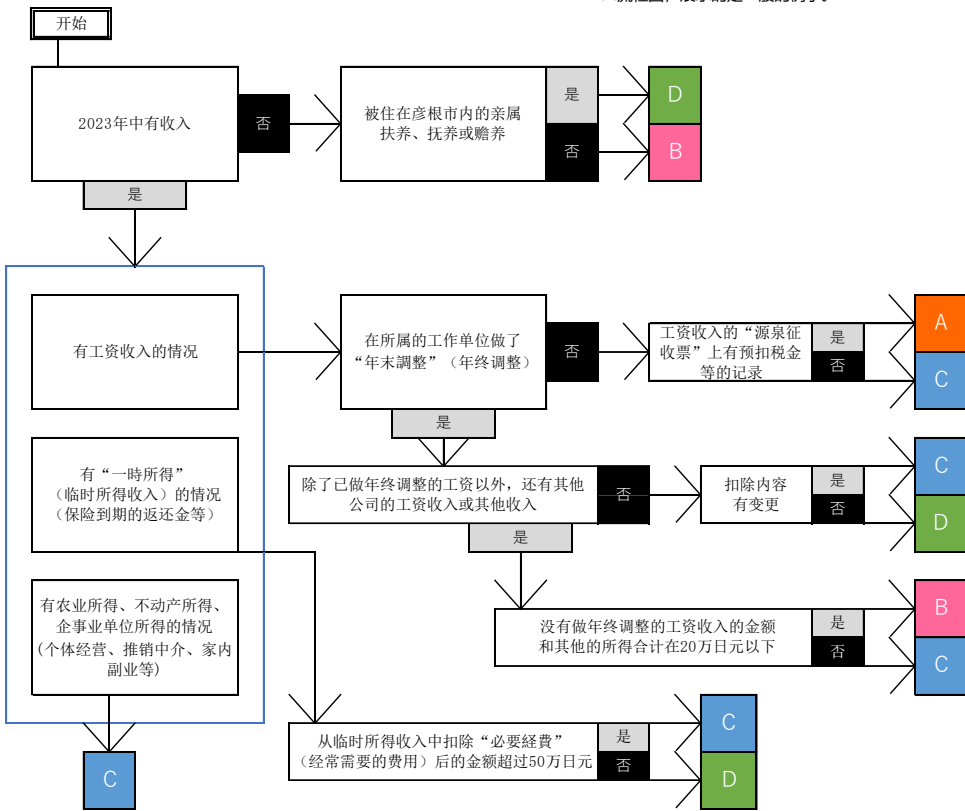 开始
2023年中有收入
否
是
被住在彦根市内的亲属
扶养、抚养或赡养
是
否
D
B
有工资收入的情况
在所属的工作单位做了
“年末調整”（年终调整）
否
是
工资收入的“源泉征
收票”上有预扣税金
等的记录
是
否
A
C
有“一時所得”
（临时所得收入）的情况
（保险到期的返还金等）
除了已做年终调整的工资以外，还有其他
公司的工资收入或其他收入
否
是
扣除内容
有变更
是
否
C
D
有农业所得、不动产所得、
企事业单位所得的情况
(个体经营、推销中介、家内
副业等)
没有做年终调整的工资收入的金额
和其他的所得合计在20万日元以下
是
否
B
C
C
从临时所得收入中扣除“必要経費”
（经常需要的费用）后的金额超过50万日元
是
否
C
D